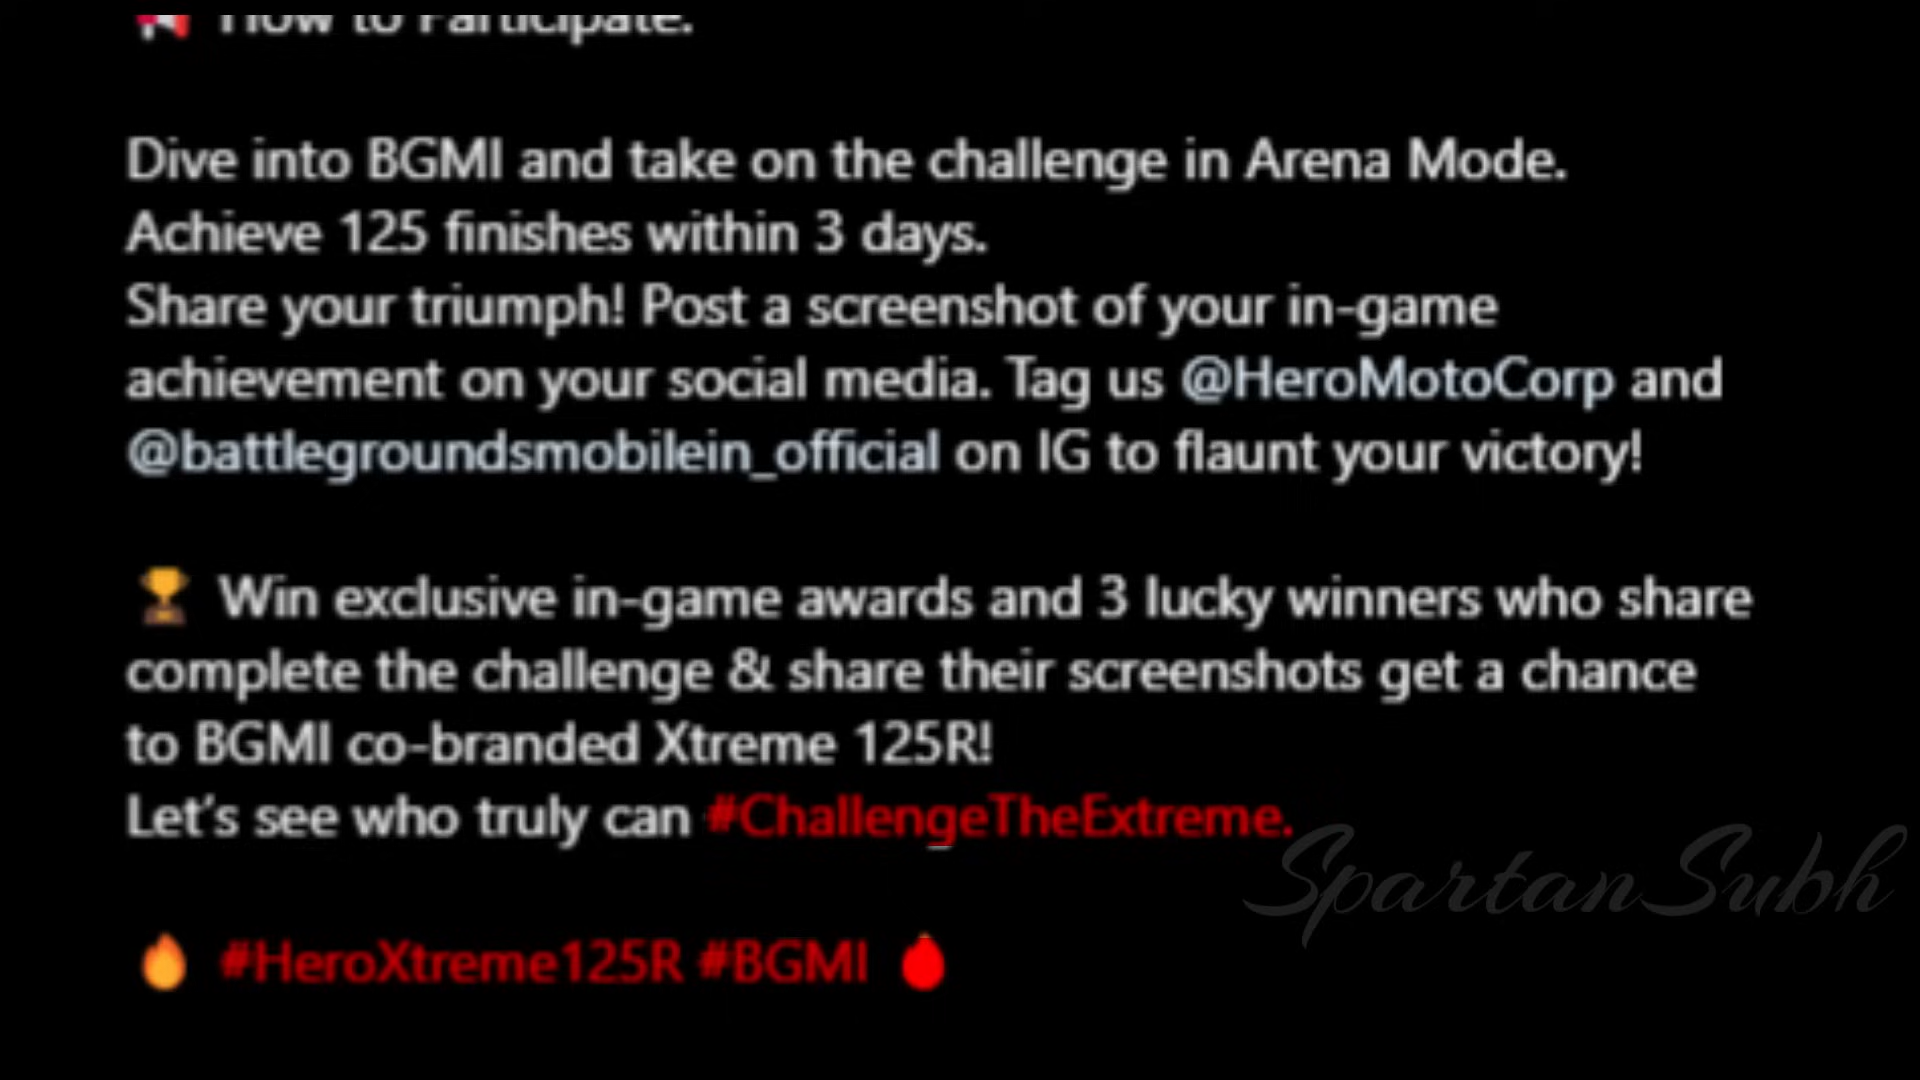 📢 How to Participate.
Dive into BGMI and take on the challenge in Arena Mode.
Achieve 125 finishes within 3 days.
Share your triumph! Post a screenshot of your in-game
achievement on your social media. Tag us @HeroMotoCorp and
@battlegroundsmobilein_official on IG to flaunt your victory!
🏆 Win exclusive in-game awards and 3 lucky winners who share
complete the challenge & share their screenshots get a chance
to BGMI co-branded Xtreme 125R!
Let's see who truly can #ChallengeTheExtreme.
SpartanSubh
🔥 #HeroXtreme125R #BGMI